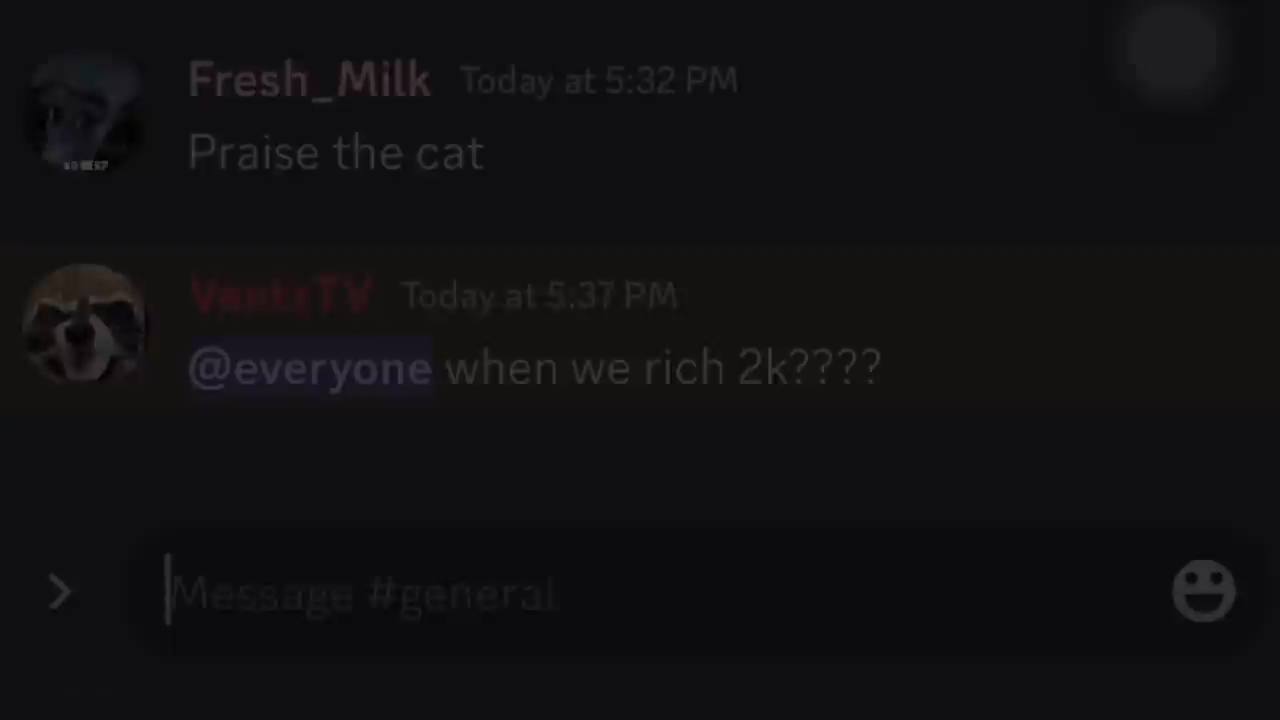 Fresh_Milk Today at 5:32 PM
Praise the cat
VantzTV Today at 5:37 PM
@everyone when we rich 2k????
Message #general